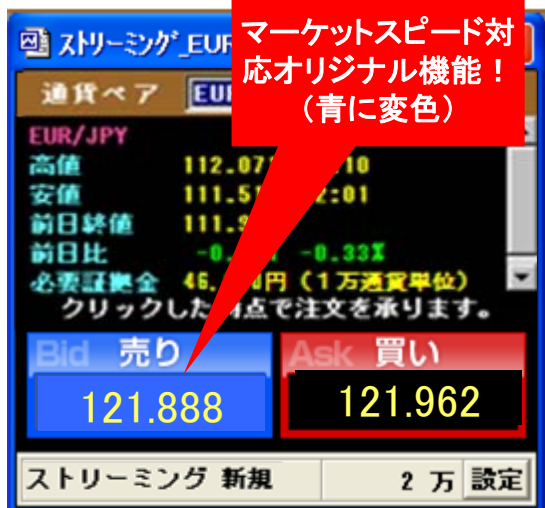 マーケットスピード対
応オリジナル機能！
（青に変色）
ストリーミング_EUR
通貨ペア EUR
EUR/JPY
高値 112.07 10
安値 111.5 2:01
前日終値 111.
前日比 -0. -0.33%
必要証拠金 46, 0円 (1万通貨単位)
クリックした 点で注文を承ります。
Bid 売り Ask 買い
121.888 121.962
ストリーミング 新規 2 万 設定